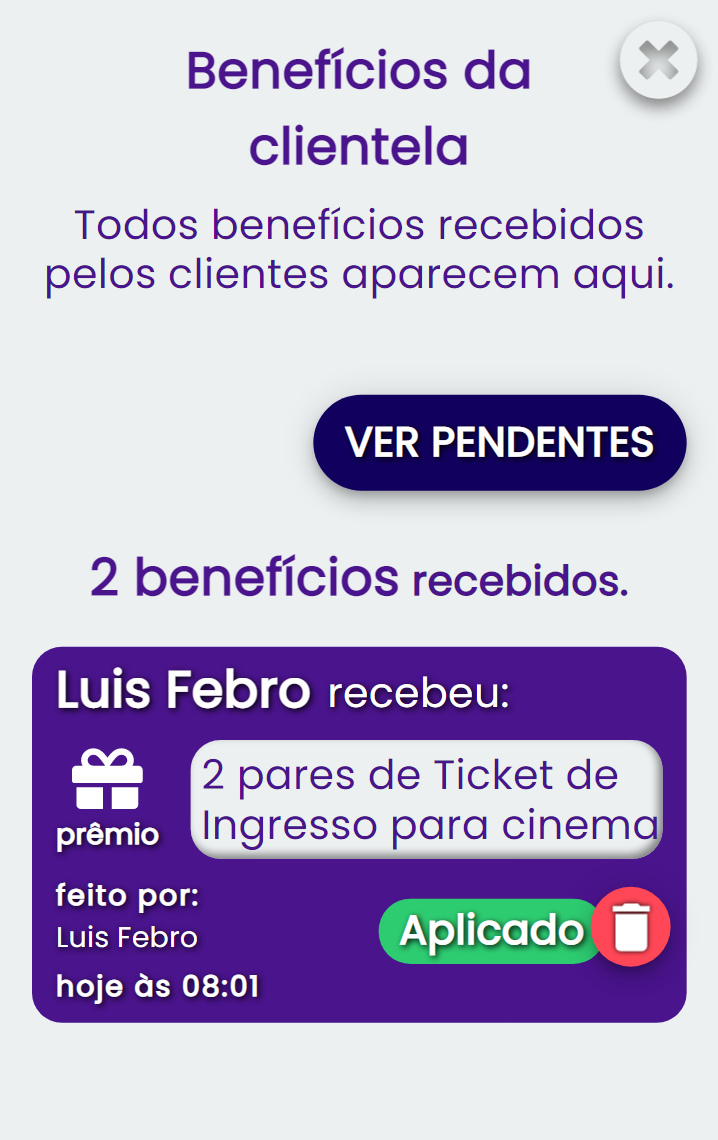 Benefícios da
clientela
Todos benefícios recebidos
pelos clientes aparecem aqui.
VER PENDENTES
2 benefícios recebidos.
Luis Febro recebeu:
2 pares de Ticket de
Ingresso para cinema
prêmio
feito por:
Luis Febro
Aplicado
hoje às 08:01